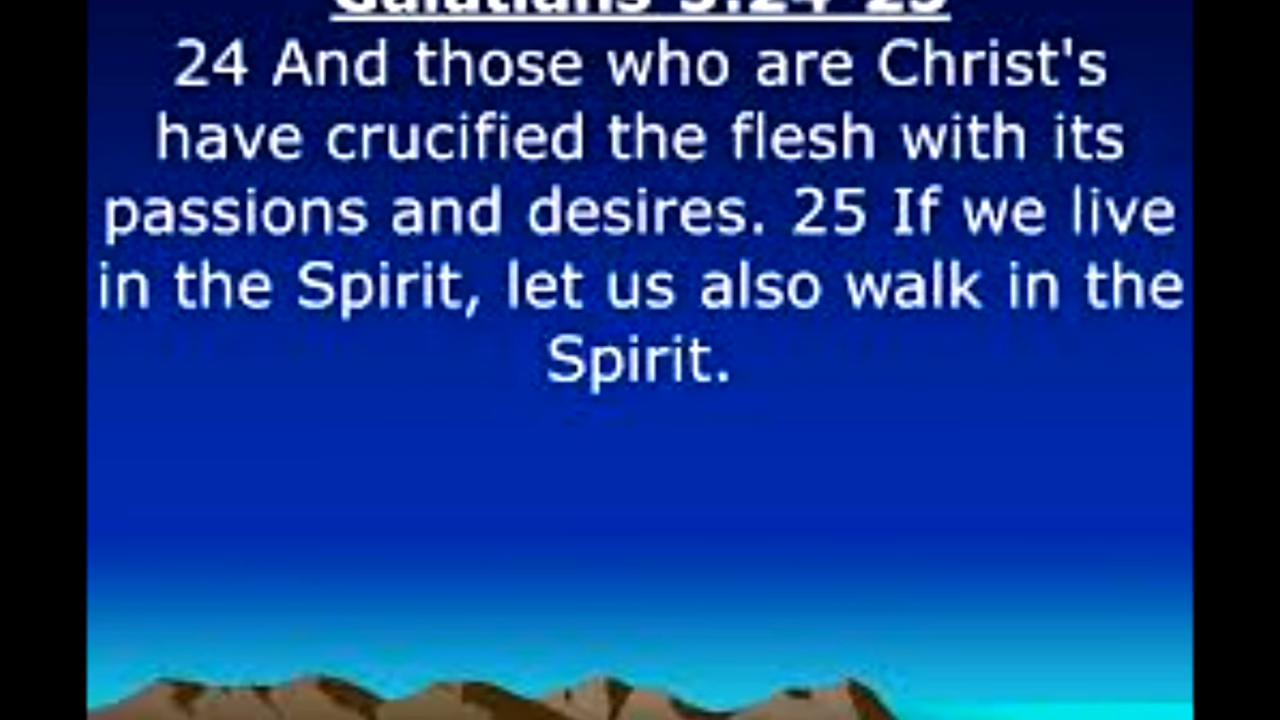 Galatians 5:24-25
24 And those who are Christ's
have crucified the flesh with its
passions and desires. 25 If we live
in the Spirit, let us also walk in the
Spirit.